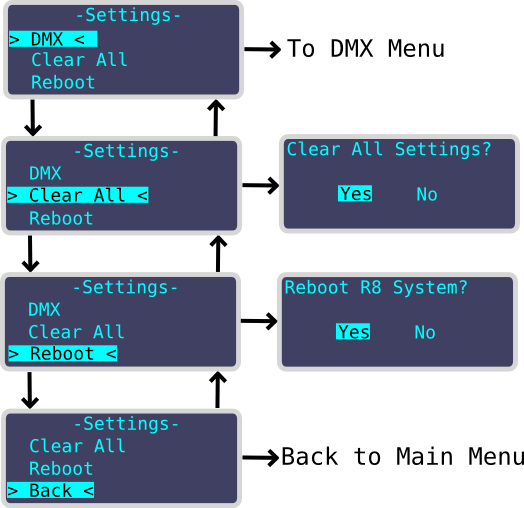 -Settings-
> DMX <
Clear All
Reboot
To DMX Menu
-Settings-
DMX
> Clear All <
Reboot
Clear All Settings?
Yes No
-Settings-
DMX
Clear All
> Reboot <
Reboot R8 System?
Yes No
-Settings-
Clear All
Reboot
> Back <
Back to Main Menu